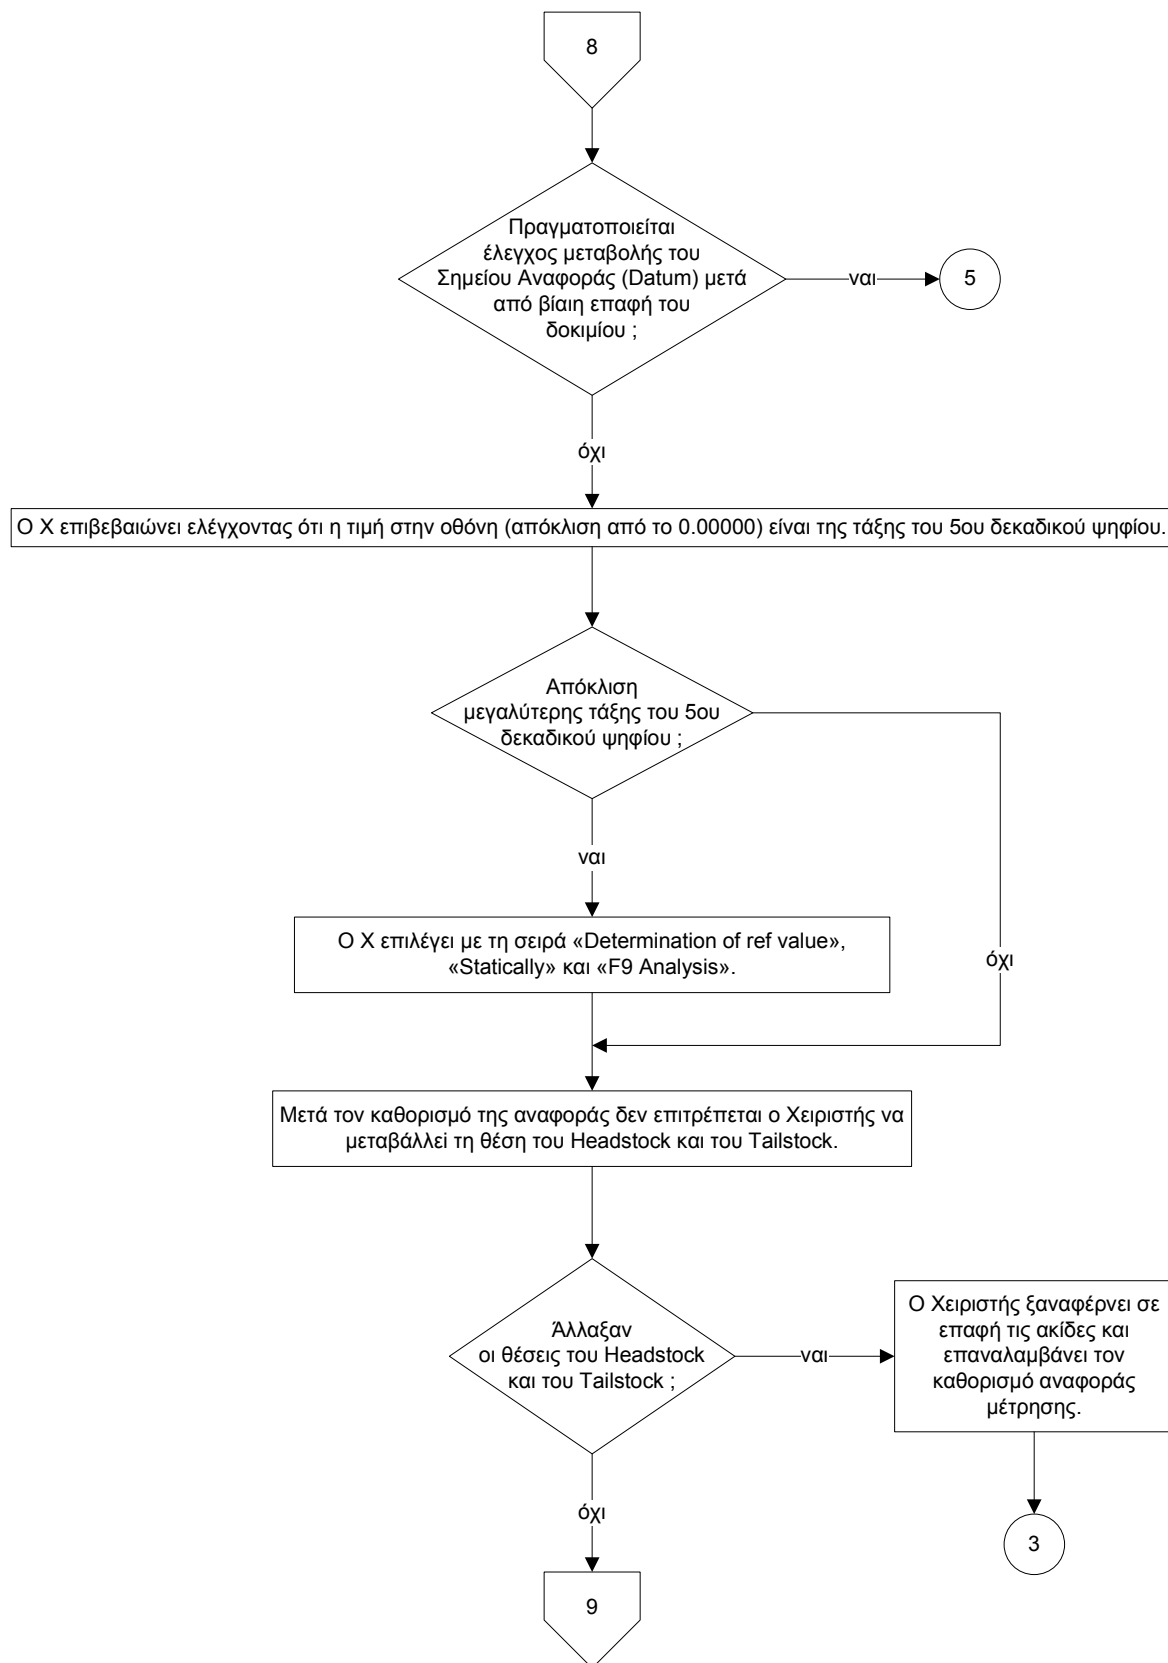 8
Πραγματοποιείται
έλεγχος μεταβολής του
Σημείου Αναφοράς (Datum) μετά
από βίαιη επαφή του
δοκιμίου ;
ναι
5
όχι
Ο Χ επιβεβαιώνει ελέγχοντας ότι η τιμή στην οθόνη (απόκλιση από το 0.00000) είναι της τάξης του 5ου δεκαδικού ψηφίου.
Απόκλιση
μεγαλύτερης τάξης του 5ου
δεκαδικού ψηφίου ;
ναι
όχι
Ο Χ επιλέγει με τη σειρά «Determination of ref value»,
«Statically» και «F9 Analysis».
Μετά τον καθορισμό της αναφοράς δεν επιτρέπεται ο Χειριστής να
μεταβάλλει τη θέση του Headstock και του Tailstock.
Άλλαξαν
οι θέσεις του Headstock
και του Tailstock ;
ναι
Ο Χειριστής ξαναφέρνει σε
επαφή τις ακίδες και
επαναλαμβάνει τον
καθορισμό αναφοράς
μέτρησης.
όχι
3
9